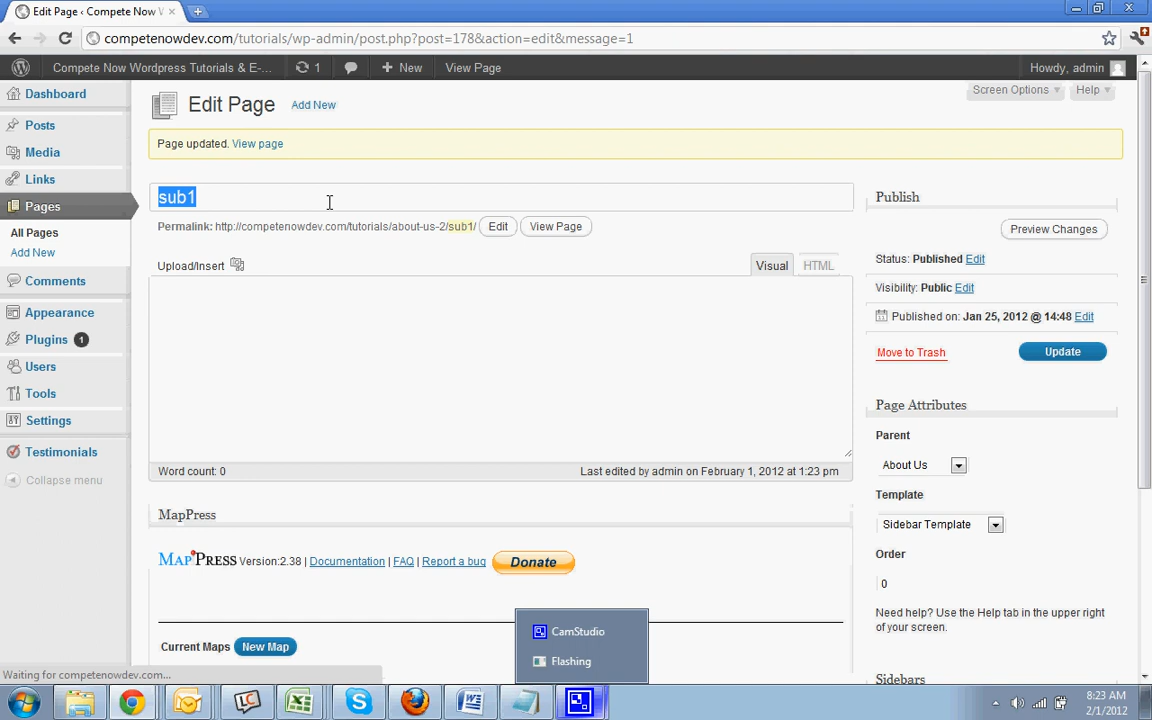 Edit Page ‹ Compete Now W
competenowdev.com/tutorials/wp-admin/post.php?post=178&action=edit&message=1
Compete Now Wordpress Tutorials & E-... 1 + New View Page Howdy, admin
Dashboard
Posts
Media
Links
Pages
All Pages
Add New
Comments
Appearance
Plugins 1
Users
Tools
Settings
Testimonials
Collapse menu
Screen Options Help
Edit Page Add New
Page updated. View page
sub1
Permalink: http://competenowdev.com/tutorials/about-us-2/sub1/ Edit View Page
Upload/Insert Visual HTML
Word count: 0 Last edited by admin on February 1, 2012 at 1:23 pm
MapPress
MAPPRESS Version:2.38 | Documentation | FAQ | Report a bug Donate
Current Maps New Map
Publish
Preview Changes
Status: Published Edit
Visibility: Public Edit
Published on: Jan 25, 2012 @ 14:48 Edit
Move to Trash Update
Page Attributes
Parent
About Us
Template
Sidebar Template
Order
0
Need help? Use the Help tab in the upper right
of your screen.
Sidebars
CamStudio
Flashing
Waiting for competenowdev.com...
8:23 AM
2/1/2012